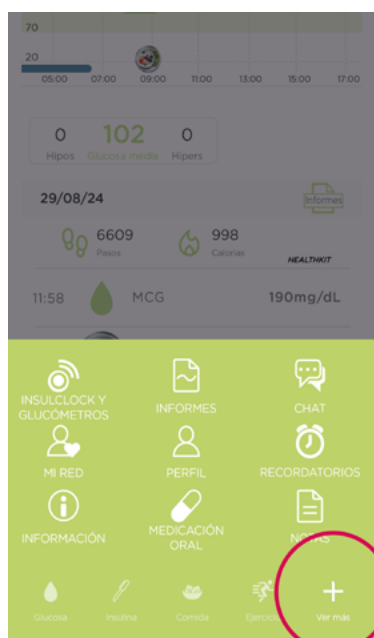 70
20
05:00 07:00 09:00 11:00 13:00 15:00 17:00
0 102 0
Hipos Glucosa media Hipers
29/08/24 Informes
6609 998
Pasos Calorías HEALTHKIT
11:58 MCG 190mg/dL
INSULCLOCK Y
GLUCÓMETROS
INFORMES
CHAT
MI RED
PERFIL
RECORDATORIOS
INFORMACIÓN
MEDICACIÓN
ORAL
NOTAS
Glucosa Insulina Comida Ejercicio Ver más